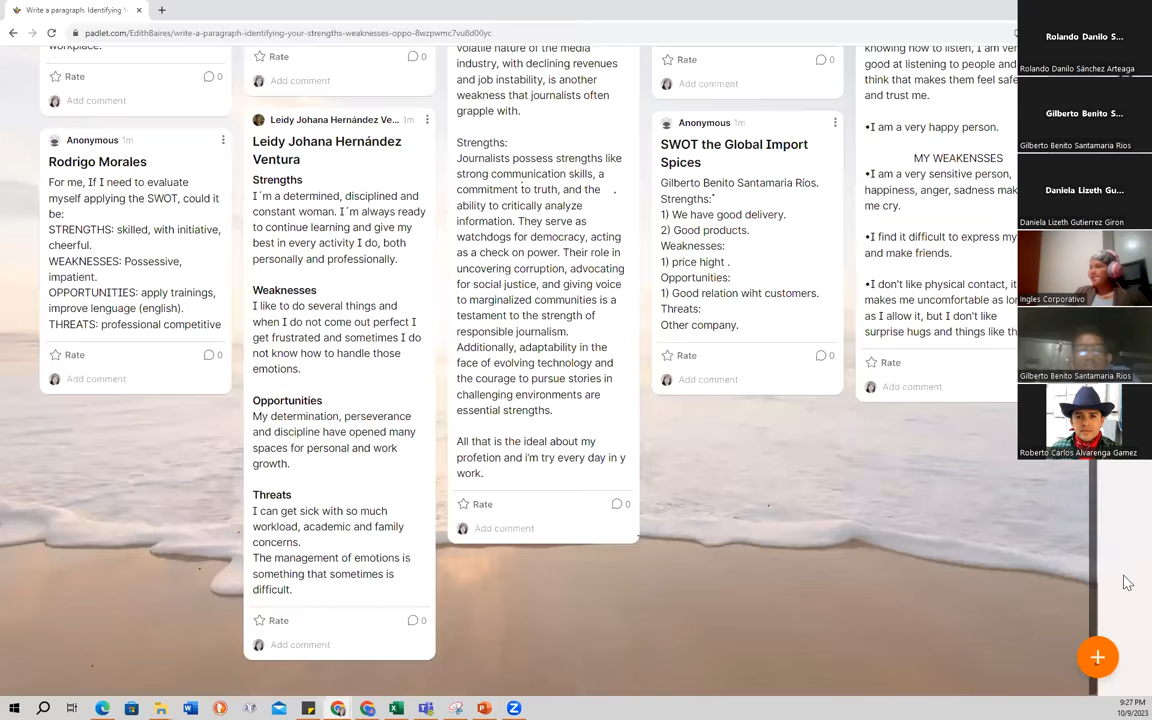 Write a paragraph. Identifying Y
padlet.com/EdithBaires/write-a-paragraph-identifying-your-strengths-weaknesses-oppo-8wzpwmc7vu8d00yc
workplace.
Rate
0
Add comment
Anonymous 1m
Rodrigo Morales
For me, If I need to evaluate
myself applying the SWOT, could it
be:
STRENGTHS: skilled, with initiative,
cheerful.
WEAKNESSES: Possessive,
impatient.
OPPORTUNITIES: apply trainings,
improve lenguage (english).
THREATS: professional competitive
Rate
0
Add comment
Rate
0
Add comment
Leidy Johana Hernández Ve... 1m
Leidy Johana Hernández
Ventura
Strengths
I´m a determined, disciplined and
constant woman. I´m always ready
to continue learning and give my
best in every activity I do, both
personally and professionally.
Weaknesses
I like to do several things and
when I do not come out perfect I
get frustrated and sometimes I do
not know how to handle those
emotions.
Opportunities
My determination, perseverance
and discipline have opened many
spaces for personal and work
growth.
Threats
I can get sick with so much
workload, academic and family
concerns.
The management of emotions is
something that sometimes is
difficult.
Rate
0
Add comment
volatile nature of the media
industry, with declining revenues
and job instability, is another
weakness that journalists often
grapple with.
Strengths:
Journalists possess strengths like
strong communication skills, a
commitment to truth, and the
ability to critically analyze
information. They serve as
watchdogs for democracy, acting
as a check on power. Their role in
uncovering corruption, advocating
for social justice, and giving voice
to marginalized communities is a
testament to the strength of
responsible journalism.
Additionally, adaptability in the
face of evolving technology and
the courage to pursue stories in
challenging environments are
essential strengths.
All that is the ideal about my
profetion and i'm try every day in y
work.
Rate
0
Add comment
Rate
0
Add comment
Anonymous 1m
SWOT the Global Import
Spices
Gilberto Benito Santamaria Ríos.
Strengths:
1) We have good delivery.
2) Good products.
Weaknesses:
1) price hight .
Opportunities:
1) Good relation wiht customers.
Threats:
Other company.
Rate
0
Add comment
knowing how to listen, I am very
good at listening to people and
think that makes them feel safe
and trust me.
•I am a very happy person.
MY WEAKENSSES
•I am a very sensitive person,
happiness, anger, sadness mak
me cry.
•I find it difficult to express my
and make friends.
•I don't like physical contact, it
makes me uncomfortable as lo
as I allow it, but I don't like
surprise hugs and things like th
Rate
Add comment
Rolando Danilo S...
Rolando Danilo Sánchez Arteaga
Gilberto Benito S...
Gilberto Benito Santamaria Rios
Daniela Lizeth Gu...
Daniela Lizeth Gutierrez Giron
Ingles Corporativo
Gilberto Benito Santamaria Rios
Roberto Carlos Alvarenga Gamez
9:27 PM
10/9/2023